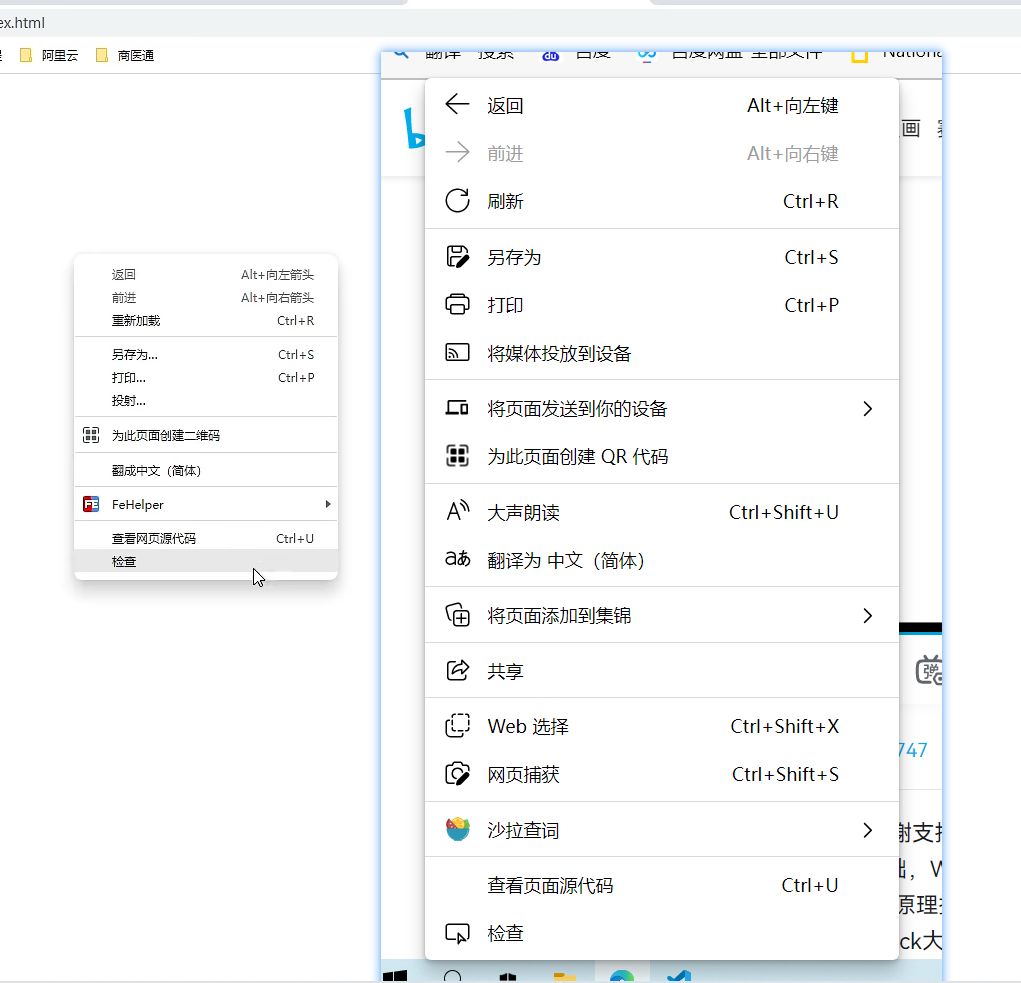 ex.html
阿里云
商医通
翻译
搜索
百度
百度网盘 全部文件
返回 Alt+向左箭头
前进 Alt+向右箭头
重新加载 Ctrl+R
另存为... Ctrl+S
打印... Ctrl+P
投射...
为此页面创建二维码
翻成中文（简体）
FeHelper
查看网页源代码 Ctrl+U
检查
返回 Alt+向左键
前进 Alt+向右键
刷新 Ctrl+R
另存为 Ctrl+S
打印 Ctrl+P
将媒体投放到设备
将页面发送到你的设备
为此页面创建 QR 代码
大声朗读 Ctrl+Shift+U
翻译为 中文（简体）
将页面添加到集锦
共享
Web 选择 Ctrl+Shift+X
网页捕获 Ctrl+Shift+S
沙拉查词
查看页面源代码 Ctrl+U
检查
画
弹
747
谢支
，W
原理
ck大